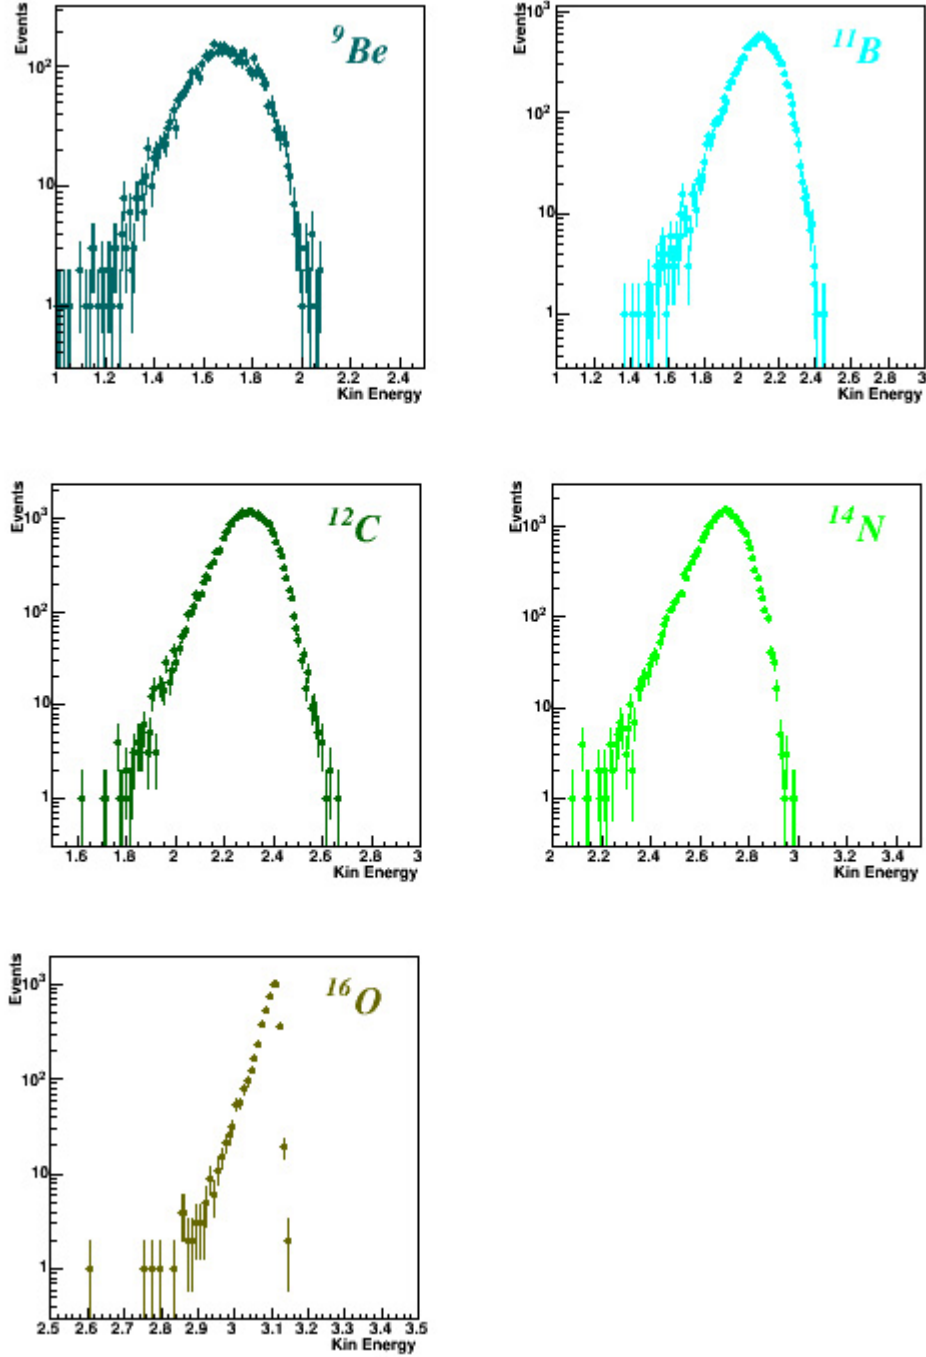 Events
10²
10
1
⁹Be
1 1.2 1.4 1.6 1.8 2 2.2 2.4
Kin Energy
Events
10³
10²
10
1
¹¹B
1 1.2 1.4 1.6 1.8 2 2.2 2.4 2.6 2.8 3
Kin Energy
Events
10³
10²
10
1
¹²C
1.6 1.8 2 2.2 2.4 2.6 2.8 3
Kin Energy
Events
10³
10²
10
1
¹⁴N
2 2.2 2.4 2.6 2.8 3 3.2 3.4
Kin Energy
Events
10³
10²
10
1
¹⁶O
2.5 2.6 2.7 2.8 2.9 3 3.1 3.2 3.3 3.4 3.5
Kin Energy